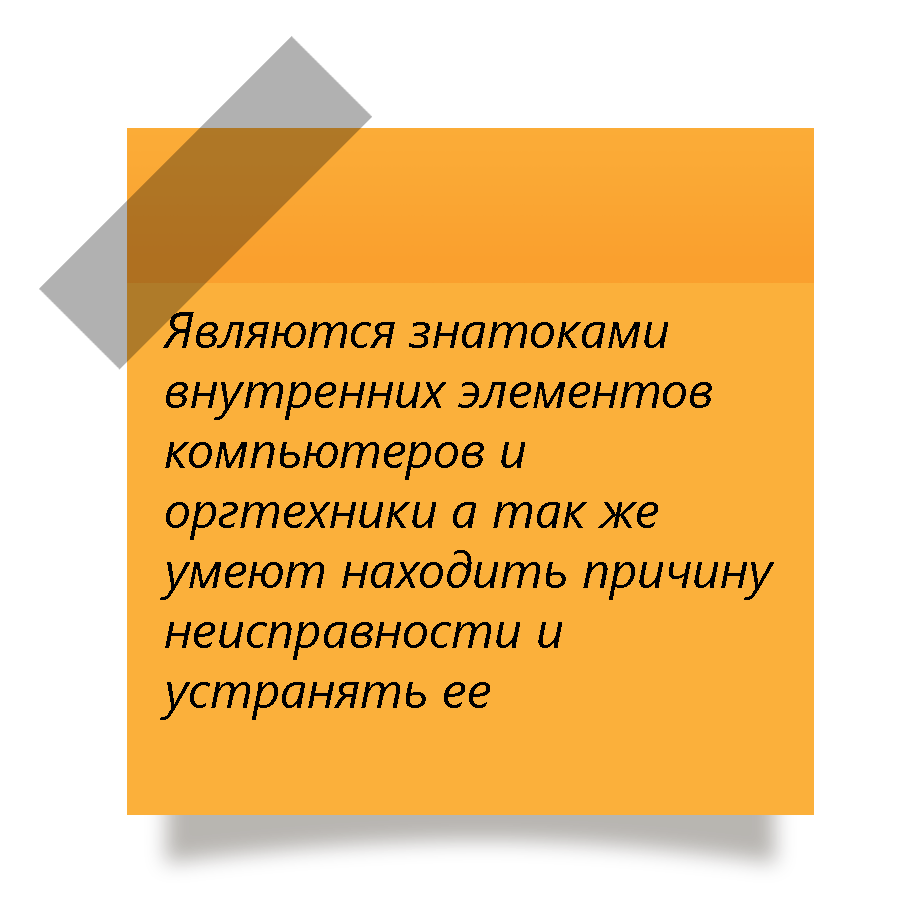 Являются знатоками
внутренних элементов
компьютеров и
оргтехники а так же
умеют находить причину
неисправности и
устранять ее